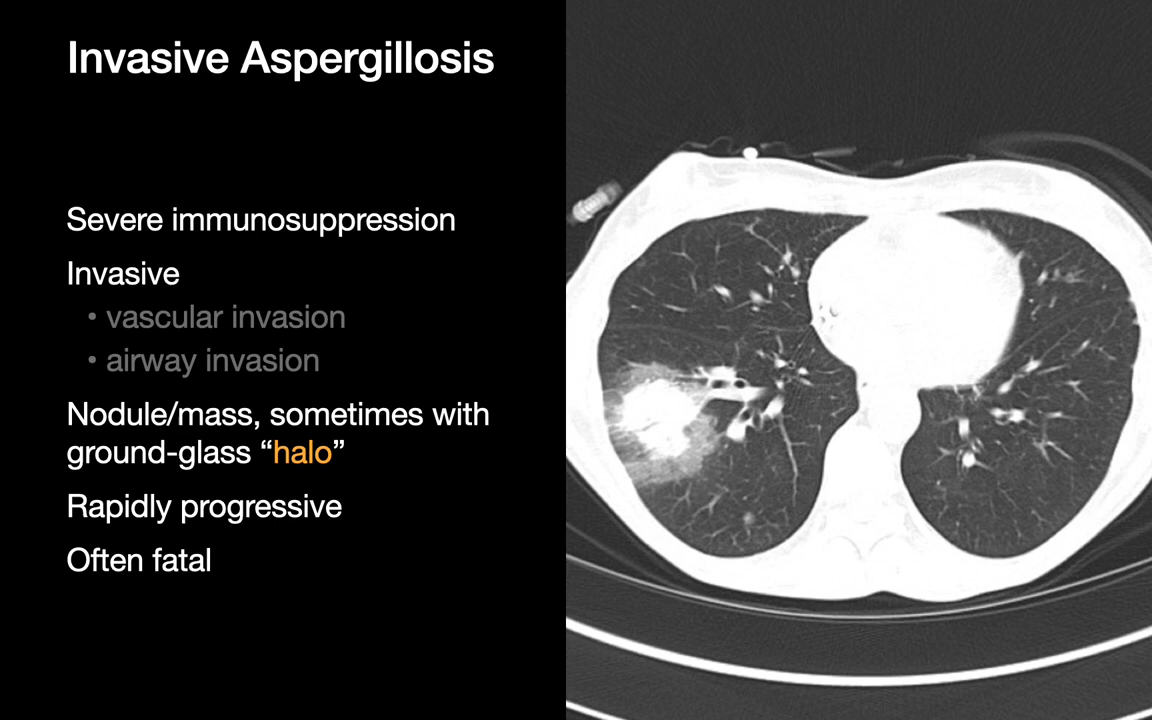 Invasive Aspergillosis
Severe immunosuppression
Invasive
• vascular invasion
• airway invasion
Nodule/mass, sometimes with
ground-glass “halo”
Rapidly progressive
Often fatal